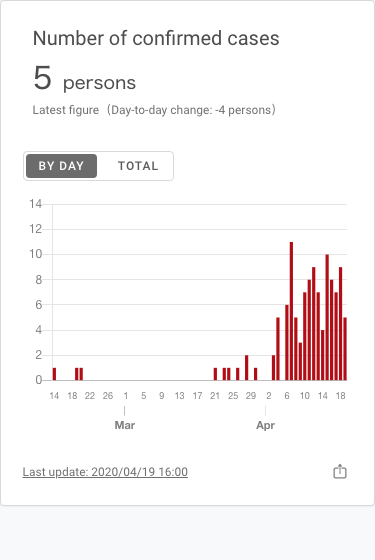 Number of confirmed cases
5 persons
Latest figure（Day-to-day change: -4 persons）
BY DAY TOTAL
14
12
10
8
6
4
2
0
14 18 22 26 1 5 9 13 17 21 25 29 2 6 10 14 18
Mar Apr
Last update: 2020/04/19 16:00